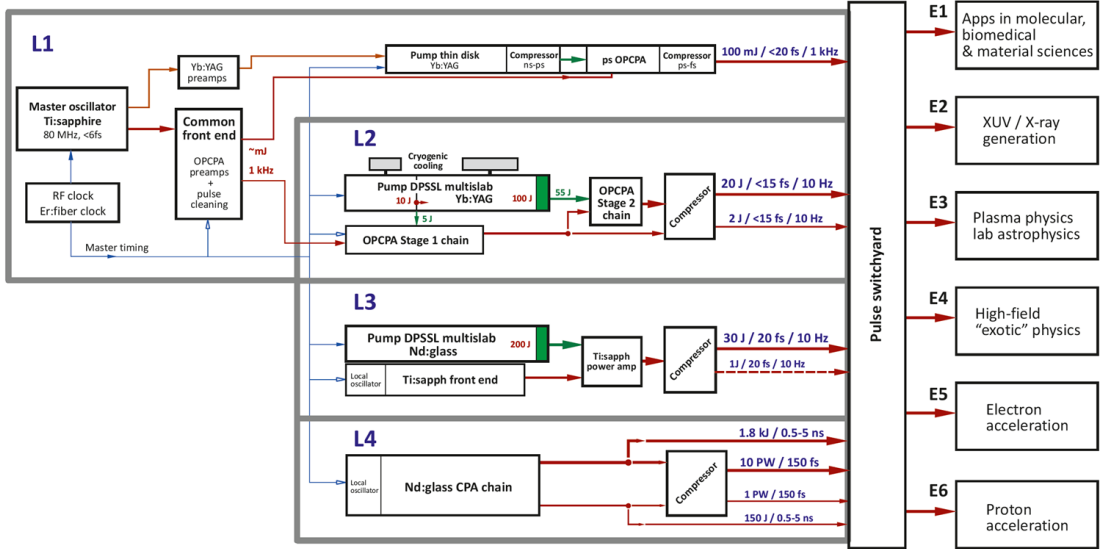 L1
Master oscillator
Ti:sapphire
80 MHz, <6fs
RF clock
Er:fiber clock
Master timing
Yb:YAG
preamps
Common
front end
OPCPA
preamps
+
pulse
cleaning
~mJ
1 kHz
Pump thin disk
Yb:YAG
Compressor
ns-ps
ps OPCPA
Compressor
ps-fs
100 mJ / <20 fs / 1 kHz
L2
Cryogenic
cooling
Pump DPSSL multislab
Yb:YAG
10 J
100 J
55 J
5 J
OPCPA Stage 1 chain
OPCPA
Stage 2
chain
Compressor
20 J / <15 fs / 10 Hz
2 J / <15 fs / 10 Hz
L3
Pump DPSSL multislab
Nd:glass
200 J
Local
oscillator
Ti:sapph front end
Ti:sapph
power amp
Compressor
30 J / 20 fs / 10 Hz
1J / 20 fs / 10 Hz
L4
Local
oscillator
Nd:glass CPA chain
Compressor
1.8 kJ / 0.5-5 ns
10 PW / 150 fs
1 PW / 150 fs
150 J / 0.5-5 ns
Pulse switchyard
E1
Apps in molecular,
biomedical
& material sciences
E2
XUV / X-ray
generation
E3
Plasma physics
lab astrophysics
E4
High-field
“exotic” physics
E5
Electron
acceleration
E6
Proton
acceleration